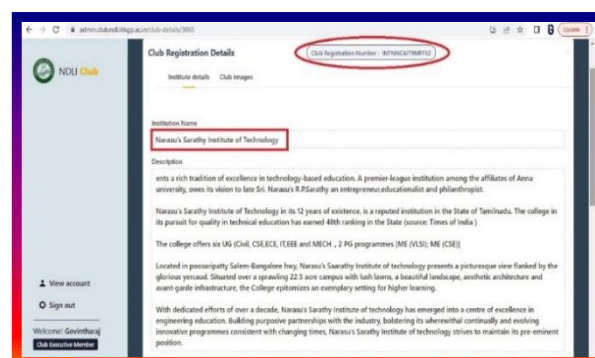 admin.club.ndl.iitkgp.ac.in/club-details/3865
Update
NDLI Club
Club Registration Details
Club Registration Number :
Institute details Club images
Institution Name
Narasu's Sarathy Institute of Technology
Description
ents a rich tradition of excellence in technology-based education. A premier-league institution among the affiliates of Anna
university, owes its vision to late Sri. Narasu's R.P.Sarathy an entrepreneur,educationalist and philanthropist.
Narasu's Sarathy Institute of Technology in its 12 years of existence, is a reputed institution in the State of Tamilnadu. The college in
its pursuit for quality in technical education has earned 48th ranking in the State (source: Times of India )
The college offers six UG (Civil, CSE,ECE, IT,EEE and MECH ., 2 PG programmes (ME (VLSI); ME (CSE))
Located in poosaripatty Salem-Bangalore hwy, Narasu's Saarathy Institute of technology presents a picturesque view flanked by the
glorious yercaud. Situated over a sprawling 22.5 acre campus with lush lawns, a beautiful landscape, aesthetic architecture and
avant-garde infrastructure, the College epitomizes an exemplary setting for higher learning.
With dedicated efforts of over a decade, Narasu's Sarathy Institute of technology has emerged into a centre of excellence in
engineering education. Building purposive partnerships with the industry, bolstering its wherewithal continually and evolving
innovative programmes consistent with changing times, Narasu's Sarathy Institute of technology strives to maintain its pre-eminent
position.
View account
Sign out
Welcome! Govintharaj
Club Executive Member